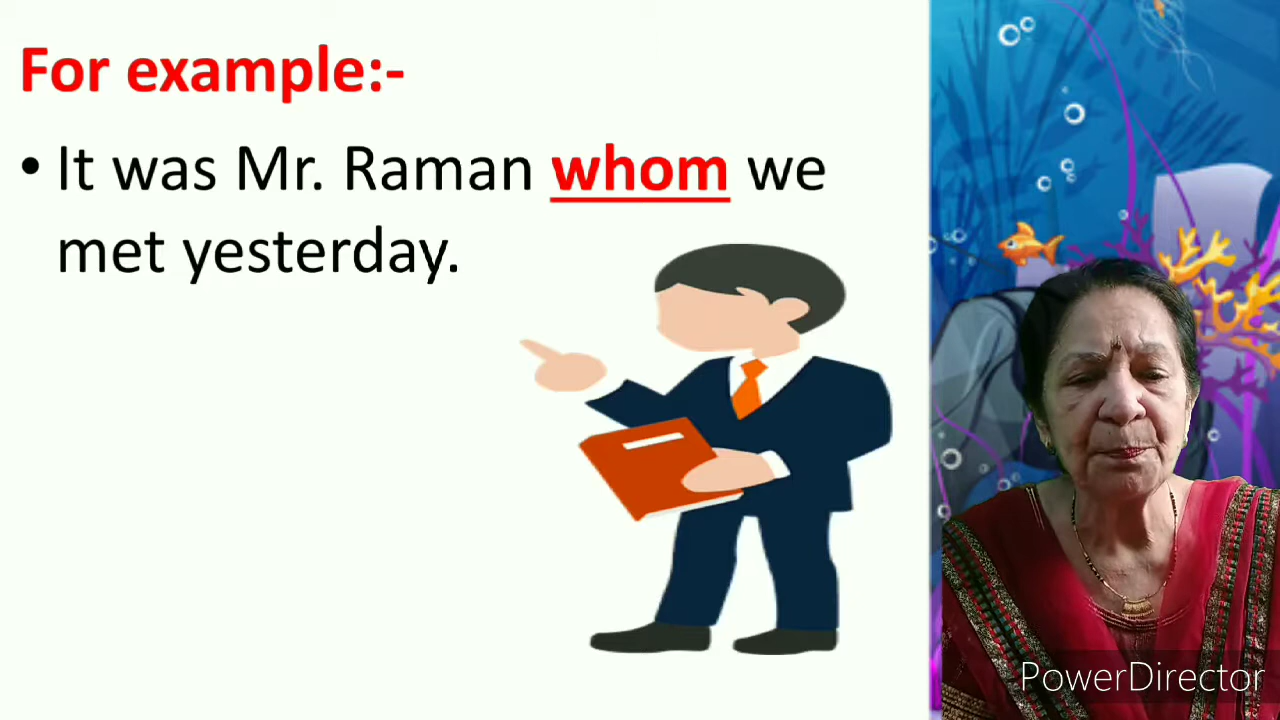 For example:-
• It was Mr. Raman whom we
met yesterday.
PowerDirector